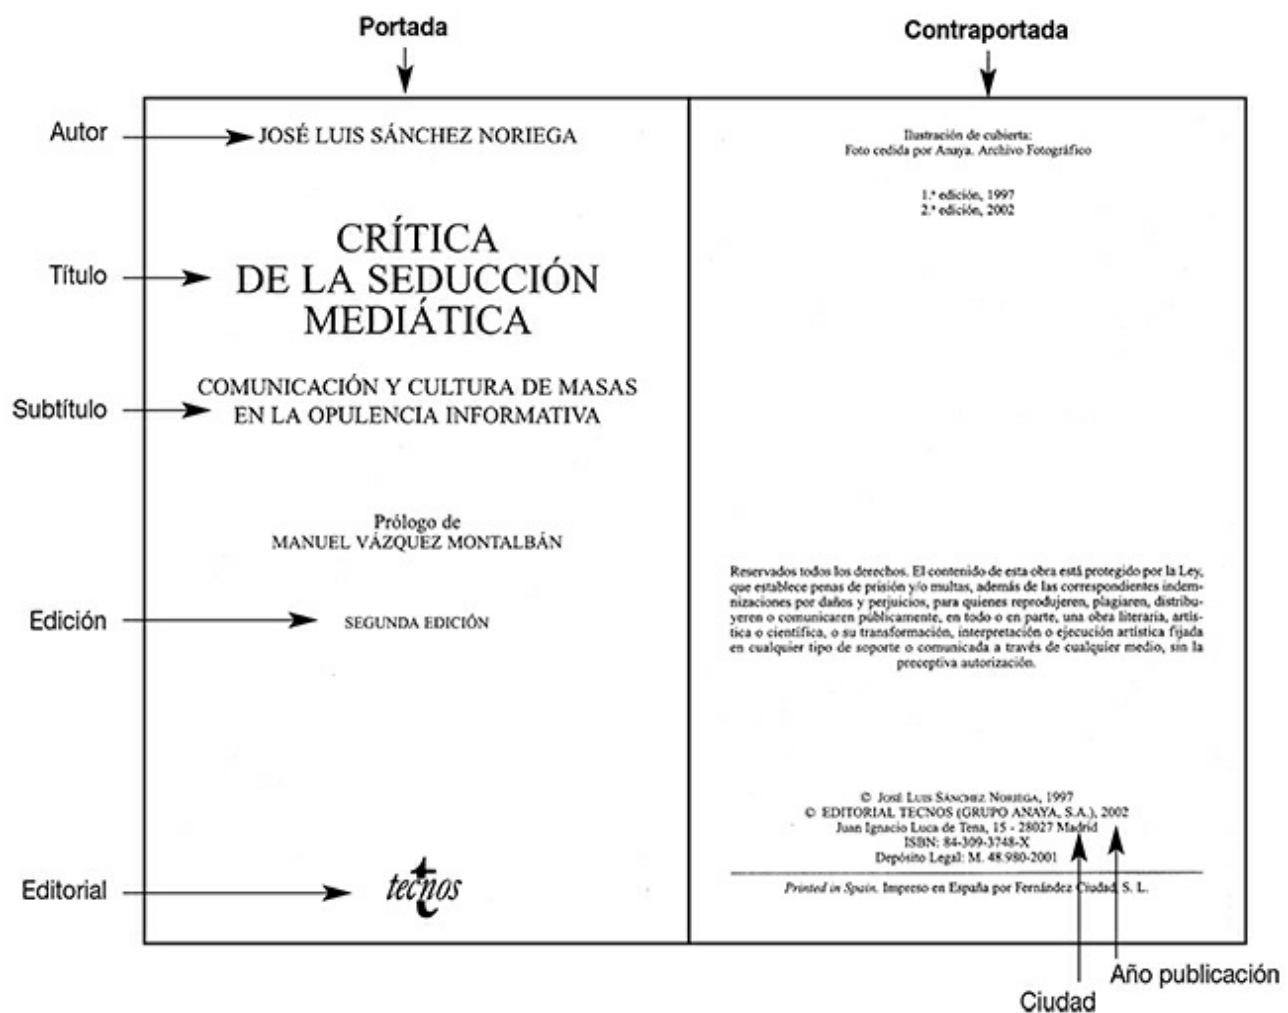 Portada
Contraportada
Autor
JOSÉ LUIS SÁNCHEZ NORIEGA
Título
CRÍTICA
DE LA SEDUCCIÓN
MEDIÁTICA
Subtítulo
COMUNICACIÓN Y CULTURA DE MASAS
EN LA OPULENCIA INFORMATIVA
Prólogo de
MANUEL VÁZQUEZ MONTALBÁN
Edición
SEGUNDA EDICIÓN
Editorial
tecnos
Ilustración de cubierta:
Foto cedida por Anaya. Archivo Fotográfico
1.ª edición, 1997
2.ª edición, 2002
Reservados todos los derechos. El contenido de esta obra está protegido por la Ley,
que establece penas de prisión y/o multas, además de las correspondientes indem-
nizaciones por daños y perjuicios, para quienes reprodujeren, plagiaren, distribu-
yeren o comunicaren públicamente, en todo o en parte, una obra literaria, artís-
tica o científica, o su transformación, interpretación o ejecución artística fijada
en cualquier tipo de soporte o comunicada a través de cualquier medio, sin la
preceptiva autorización.
© JOSÉ LUIS SÁNCHEZ NORIEGA, 1997
© EDITORIAL TECNOS (GRUPO ANAYA, S.A.), 2002
Juan Ignacio Luca de Tena, 15 - 28027 Madrid
ISBN: 84-309-3748-X
Depósito Legal: M. 48.980-2001
Printed in Spain. Impreso en España por Fernández Ciudad, S. L.
Año publicación
Ciudad